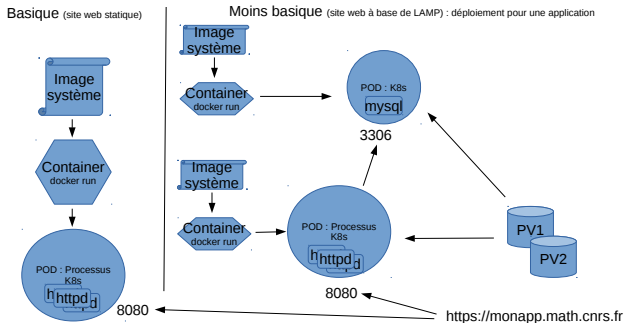 Basique (site web statique)
Image
système
Container
docker run
POD : Processus
K8s
httpd
8080
Moins basique (site web à base de LAMP) : déploiement pour une application
Image
système
Container
docker run
POD : K8s
mysql
3306
Image
système
Container
docker run
POD : Processus
K8s
httpd
8080
PV1
PV2
https://monapp.math.cnrs.fr